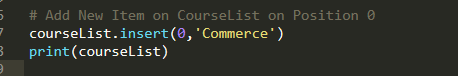 # Add New Item on CourseList on Position 0
courseList.insert(0,'Commerce')
print(courseList)